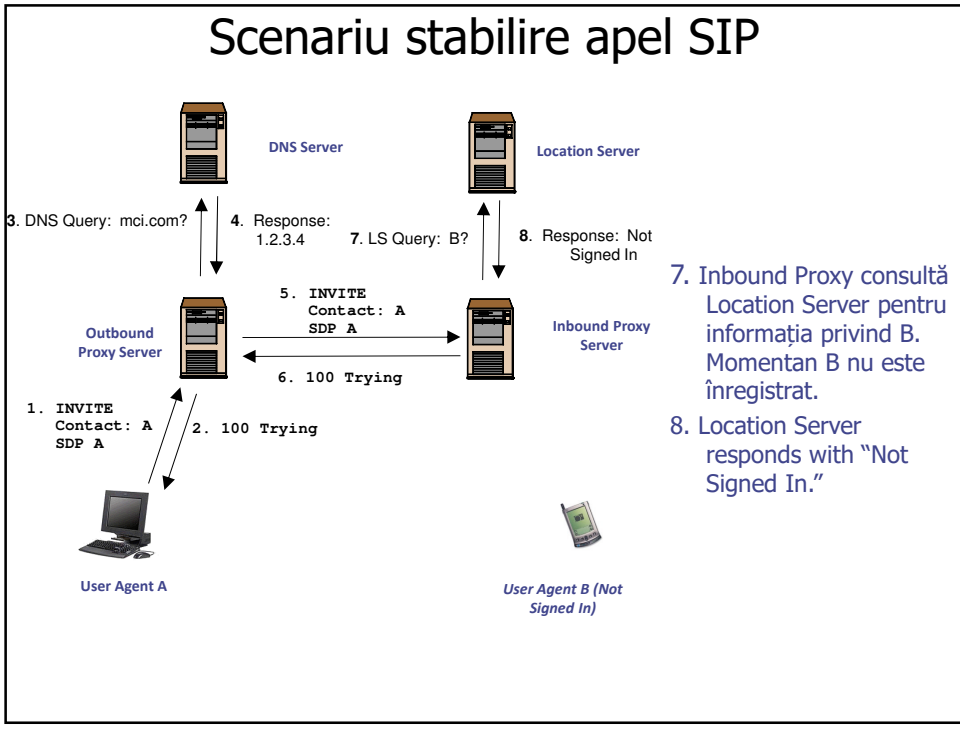 Scenariu stabilire apel SIP
DNS Server
Location Server
3. DNS Query: mci.com?
4. Response:
1.2.3.4
7. LS Query: B?
8. Response: Not
Signed In
5. INVITE
Contact: A
SDP A
Outbound
Proxy Server
Inbound Proxy
Server
6. 100 Trying
1. INVITE
Contact: A
SDP A
2. 100 Trying
User Agent A
User Agent B (Not
Signed In)
7. Inbound Proxy consultă
Location Server pentru
informația privind B.
Momentan B nu este
înregistrat.
8. Location Server
responds with “Not
Signed In.”